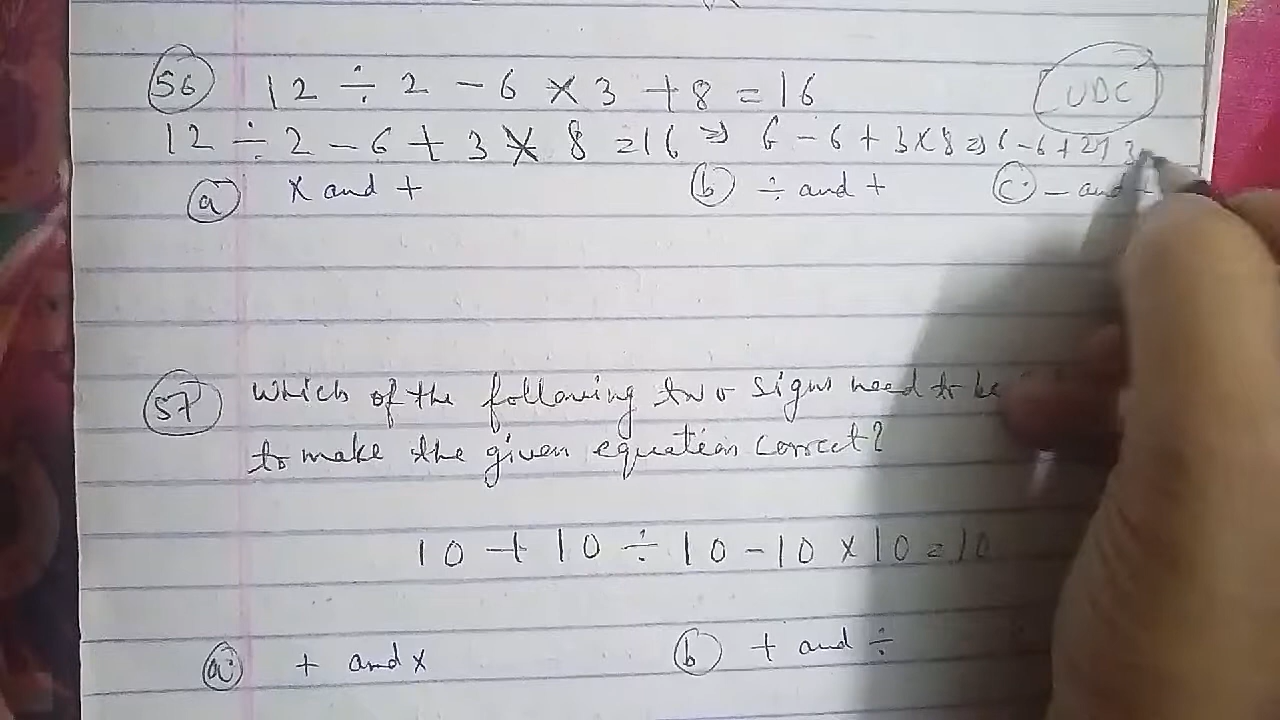 56 12 ÷ 2 - 6 × 3 + 8 = 16
UDC
12 ÷ 2 - 6 + 3 × 8 = 16 ⇒ 6 - 6 + 3 × 8 ⇒ 6 - 6 + 24
a × and + b ÷ and + c. - and
57 Which of the following two signs need to be
to make the given equation correct?
10 + 10 ÷ 10 - 10 × 10 = 10
a. + and × b + and ÷